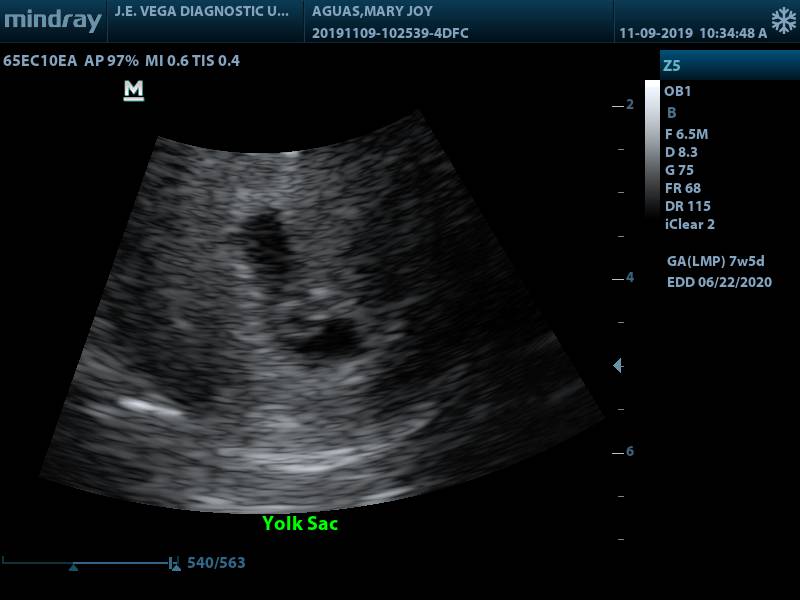 mindray
J.E. VEGA DIAGNOSTIC U...
AGUAS,MARY JOY
20191109-102539-4DFC
11-09-2019 10:34:48 A
65EC10EA AP 97% MI 0.6 TIS 0.4
M
Z5
OB1
B
F 6.5M
D 8.3
G 75
FR 68
DR 115
iClear 2
GA(LMP) 7w5d
EDD 06/22/2020
2
4
6
Yolk Sac
540/563